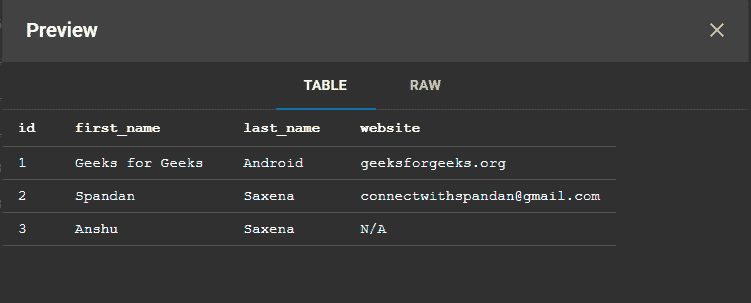 Preview
TABLE RAW
id first_name last_name website
1 Geeks for Geeks Android geeksforgeeks.org
2 Spandan Saxena connectwithspandan@gmail.com
3 Anshu Saxena N/A